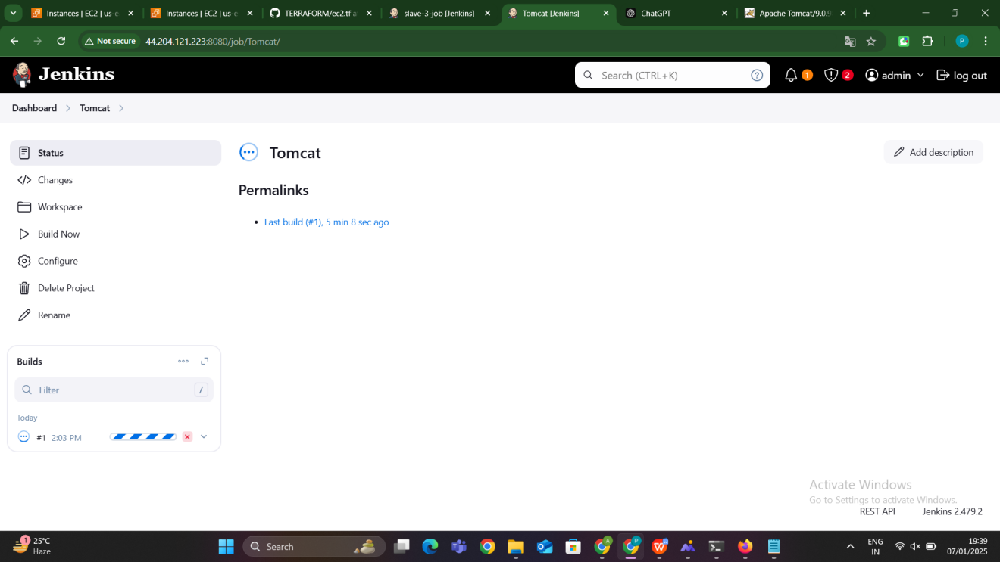 Instances | EC2 | us-e
Instances | EC2 | us-e
TERRAFORM/ec2.tf a
slave-3-job [Jenkins]
Tomcat [Jenkins]
ChatGPT
Apache Tomcat/9.0.9
Not secure
44.204.121.223:8080/job/Tomcat/
P
Jenkins
Search (CTRL+K)
?
1
2
admin
log out
Dashboard
Tomcat
Status
Changes
Workspace
Build Now
Configure
Delete Project
Rename
Tomcat
Add description
Permalinks
• Last build (#1), 5 min 8 sec ago
Builds
Filter
/
Today
#1 2:03 PM
Activate Windows
Go to Settings to activate Windows.
REST API
Jenkins 2.479.2
1
25°C
Haze
Search
ENG
IN
19:39
07/01/2025